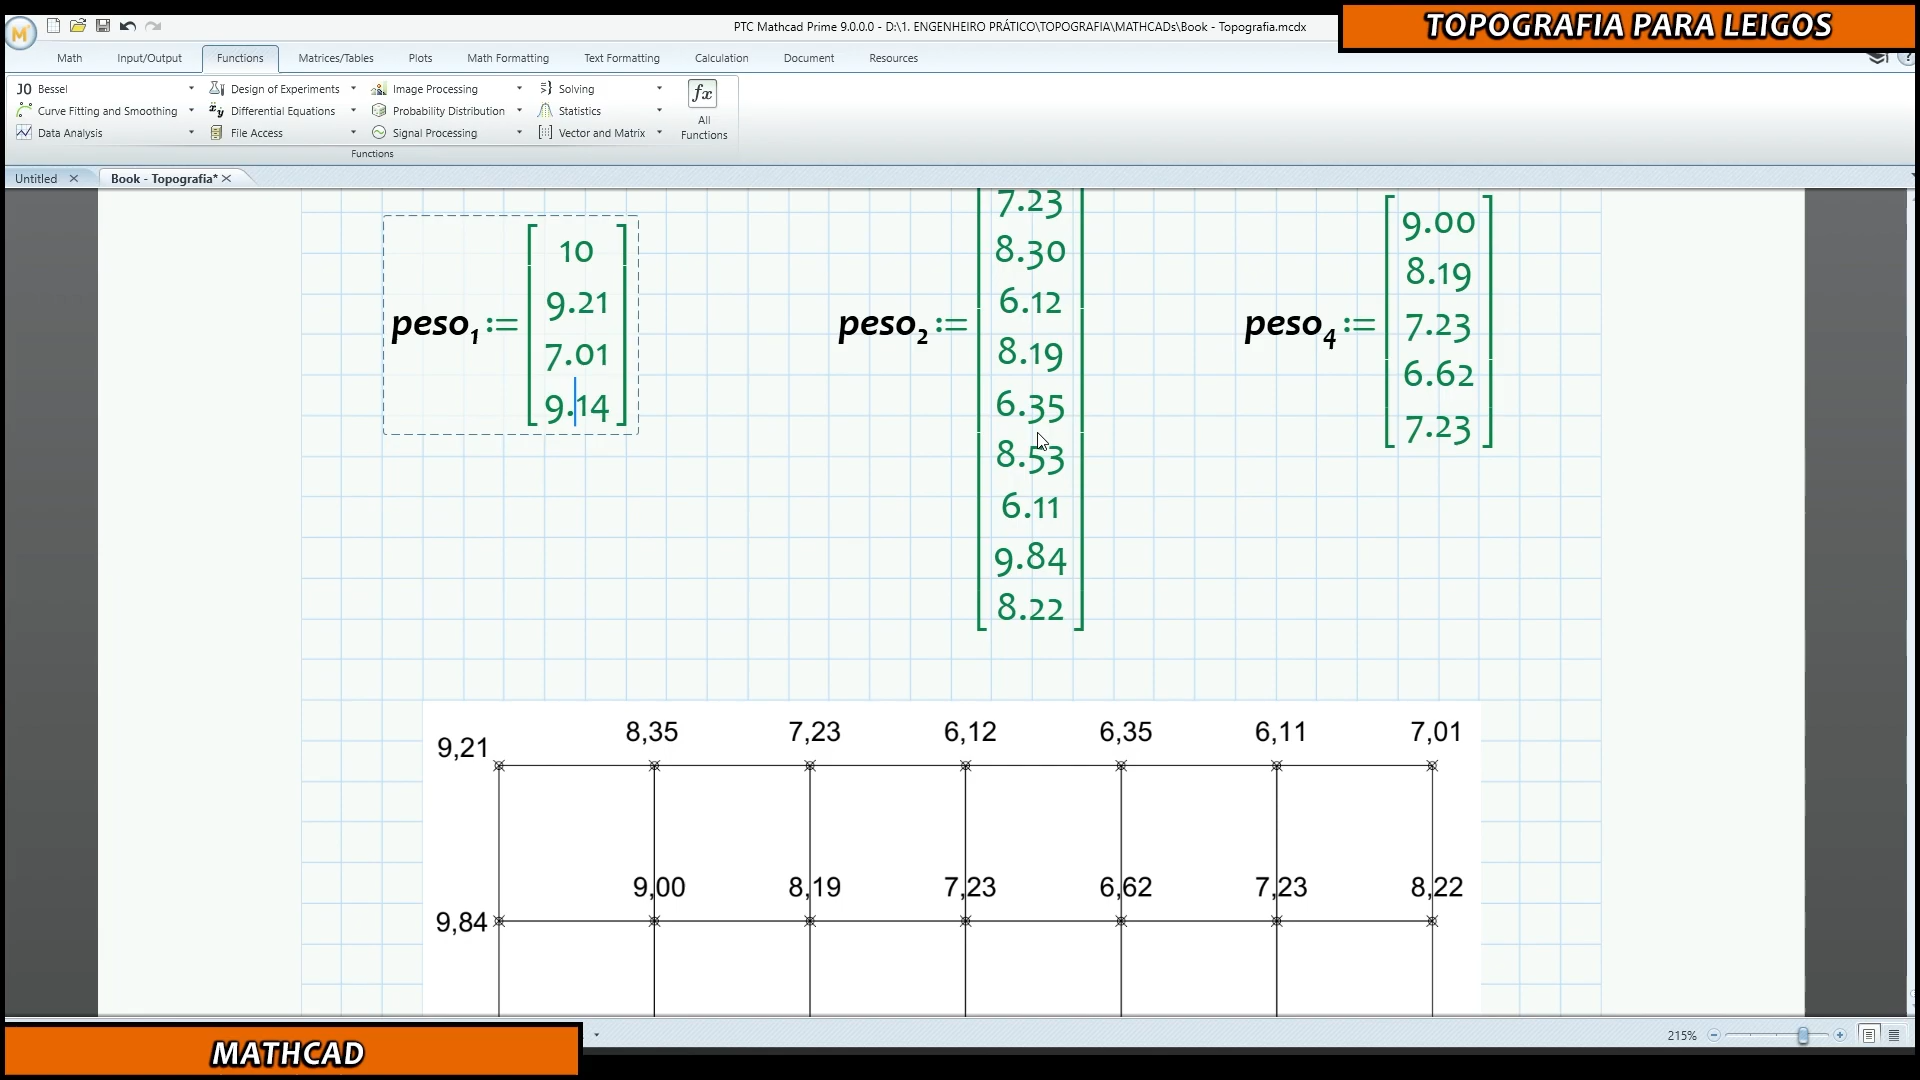 PTC Mathcad Prime 9.0.0.0 - D:\1. ENGENHEIRO PRÁTICO\TOPOGRAFIA\MATHCADs\Book - Topografia.mcdx
TOPOGRAFIA PARA LEIGOS
Math Input/Output Functions Matrices/Tables Plots Math Formatting Text Formatting Calculation Document Resources
Bessel Design of Experiments Image Processing Solving
Curve Fitting and Smoothing Differential Equations Probability Distribution Statistics
Data Analysis File Access Signal Processing Vector and Matrix
All Functions
Functions
Untitled Book - Topografia*
peso1 :=
10
9.21
7.01
9.14
peso2 :=
7.23
8.30
6.12
8.19
6.35
8.53
6.11
9.84
8.22
peso4 :=
9.00
8.19
7.23
6.62
7.23
9,21 8,35 7,23 6,12 6,35 6,11 7,01
9,84 9,00 8,19 7,23 6,62 7,23 8,22
215%
MATHCAD